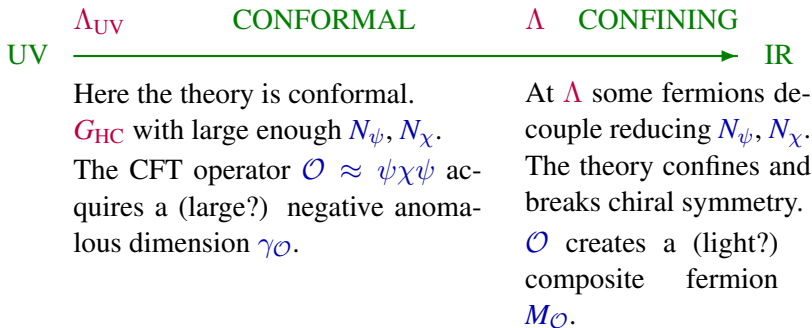 Λ_UV CONFORMAL Λ CONFINING
UV IR
Here the theory is conformal.
G_HC with large enough N_ψ, N_χ.
The CFT operator 𝒪 ≈ ψχψ ac-
quires a (large?) negative anoma-
lous dimension γ_𝒪.
At Λ some fermions de-
couple reducing N_ψ, N_χ.
The theory confines and
breaks chiral symmetry.
𝒪 creates a (light?)
composite fermion
M_𝒪.